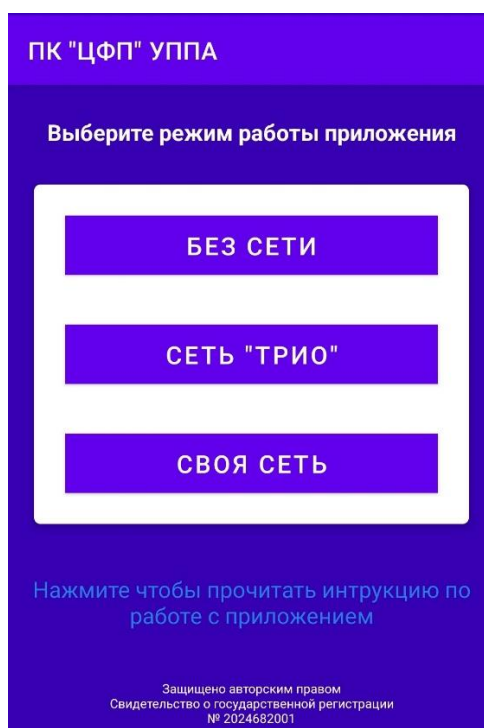 ПК "ЦФП" УППА
Выберите режим работы приложения
БЕЗ СЕТИ
СЕТЬ "ТРИО"
СВОЯ СЕТЬ
Нажмите чтобы прочитать интрукцию по
работе с приложением
Защищено авторским правом
Свидетельство о государственной регистрации
№ 2024682001